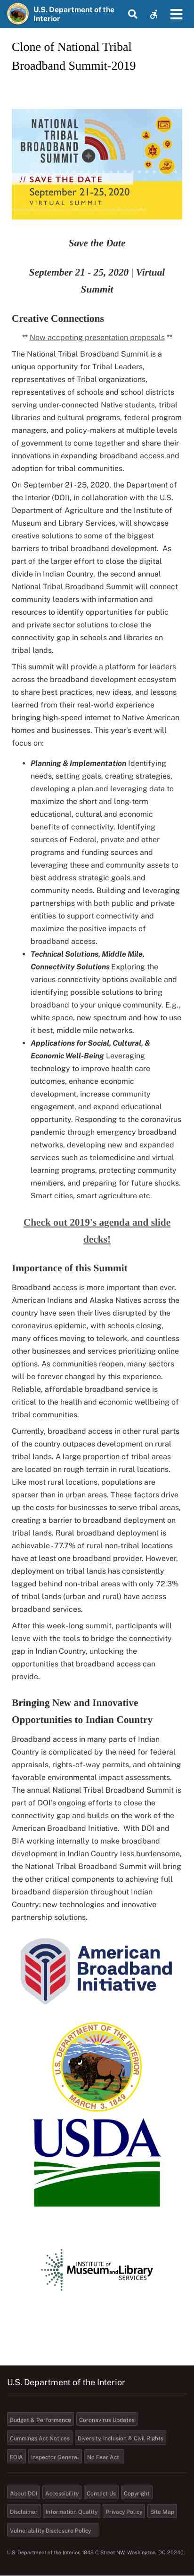 U.S. Department of the
Interior
Clone of National Tribal
Broadband Summit-2019
NATIONAL
TRIBAL
BROADBAND
SUMMIT
// SAVE THE DATE
September 21-25, 2020
VIRTUAL SUMMIT
Save the Date
September 21 - 25, 2020 | Virtual
Summit
Creative Connections
** Now accpeting presentation proposals **
The National Tribal Broadband Summit is a
unique opportunity for Tribal Leaders,
representatives of Tribal organizations,
representatives of schools and school districts
serving under-connected Native students, tribal
libraries and cultural programs, federal program
managers, and policy-makers at multiple levels
of government to come together and share their
innovations in expanding broadband access and
adoption for tribal communities.
On September 21-25, 2020, the Department of
the Interior (DOI), in collaboration with the U.S.
Department of Agriculture and the Institute of
Museum and Library Services, will showcase
creative solutions to some of the biggest
barriers to tribal broadband development.  As
part of the larger effort to close the digital
divide in Indian Country, the second annual
National Tribal Broadband Summit will connect
community leaders with information and
resources to identify opportunities for public
and private sector solutions to close the
connectivity gap in schools and libraries on
tribal lands.
This summit will provide a platform for leaders
across the broadband development ecosystem
to share best practices, new ideas, and lessons
learned from their real-world experience
bringing high-speed internet to Native American
homes and businesses. This year's event will
focus on:
• Planning & Implementation Identifying
needs, setting goals, creating strategies,
developing a plan and leveraging data to
maximize the health and long-term
educational, cultural and economic
benefits of connectivity. Identifying
sources of Federal, private and other
programs and funding sources and
leveraging these and community assets to
best address strategic goals and
community needs. Building and leveraging
partnerships with both public and private
entities to support connectivity and
maximize the positive impacts of
broadband access.
• Technical Solutions, Middle Mile,
Connectivity Solutions Exploring the
various connectivity options available and
identifying possible solutions to bring
broadband to your unique community. E.g.,
white space, new spectrum and how to use
it best, middle mile networks.
• Applications for Social, Cultural, &
Economic Well-Being Leveraging
technology to improve health care
outcomes, enhance economic
development, increase community
engagement, and expand educational
opportunity. Responding to the coronavirus
pandemic through emergency broadband
networks, developing new and expanded
services such as telemedicine and virtual
learning programs, protecting community
members, and preparing for future shocks.
Smart cities, smart agriculture etc.
Check out 2019's agenda and slide
decks!
Importance of this Summit
Broadband access is more important than ever.
American Indians and Alaska Natives across the
country have seen their lives disrupted by the
coronavirus epidemic, with schools closing,
many offices moving to telework, and countless
other businesses and services prioritizing online
options. As communities reopen, many sectors
will be forever changed by this experience.
Reliable, affordable broadband service is
critical to the health and economic wellbeing of
tribal communities.
Currently, broadband access in other rural parts
of the country outpaces deployment on rural
tribal lands. A large proportion of tribal areas
are located on rough terrain in rural locations.
Like most rural locations, populations are
sparser than in urban areas. These factors drive
up the costs for businesses to serve tribal areas,
creating a barrier to broadband deployment on
tribal lands. Rural broadband deployment is
achievable - 77.7% of rural non-tribal locations
have at least one broadband provider. However,
deployment on tribal lands has consistently
lagged behind non-tribal areas with only 72.3%
of tribal lands (urban and rural) have access
broadband services.
After this week-long summit, participants will
leave with the tools to bridge the connectivity
gap in Indian Country, unlocking the
opportunities that broadband access can
provide.
Bringing New and Innovative
Opportunities to Indian Country
Broadband access in many parts of Indian
Country is complicated by the need for federal
appraisals, rights-of-way permits, and obtaining
favorable environmental impact assessments.
The annual National Tribal Broadband Summit is
part of DOI's ongoing efforts to close the
connectivity gap and builds on the work of the
American Broadband Initiative.  With DOI and
BIA working internally to make broadband
development in Indian Country less burdensome,
the National Tribal Broadband Summit will bring
the other critical components to achieving full
broadband dispersion throughout Indian
Country: new technologies and innovative
partnership solutions.
American
Broadband
Initiative
U.S. DEPARTMENT OF THE INTERIOR
MARCH 3, 1849
USDA
INSTITUTE of
Museum and Library
SERVICES
U.S. Department of the Interior
Budget & Performance
Coronavirus Updates
Cummings Act Notices
Diversity, Inclusion & Civil Rights
FOIA
Inspector General
No Fear Act
About DOI
Accessibility
Contact Us
Copyright
Disclaimer
Information Quality
Privacy Policy
Site Map
Vulnerability Disclosure Policy
U.S. Department of the Interior, 1849 C Street NW, Washington, DC 20240.